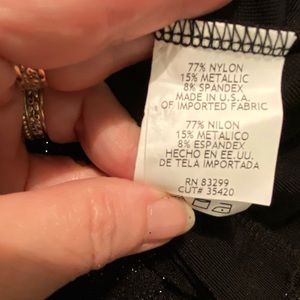 77% NYLON
15% METALLIC
8% SPANDEX
MADE IN U.S.A.
OF IMPORTED FABRIC
77% NILON
15% METALICO
8% ESPANDEX
HECHO EN EE.UU.
DE TELA IMPORTADA
RN 83299
CUT# 35420